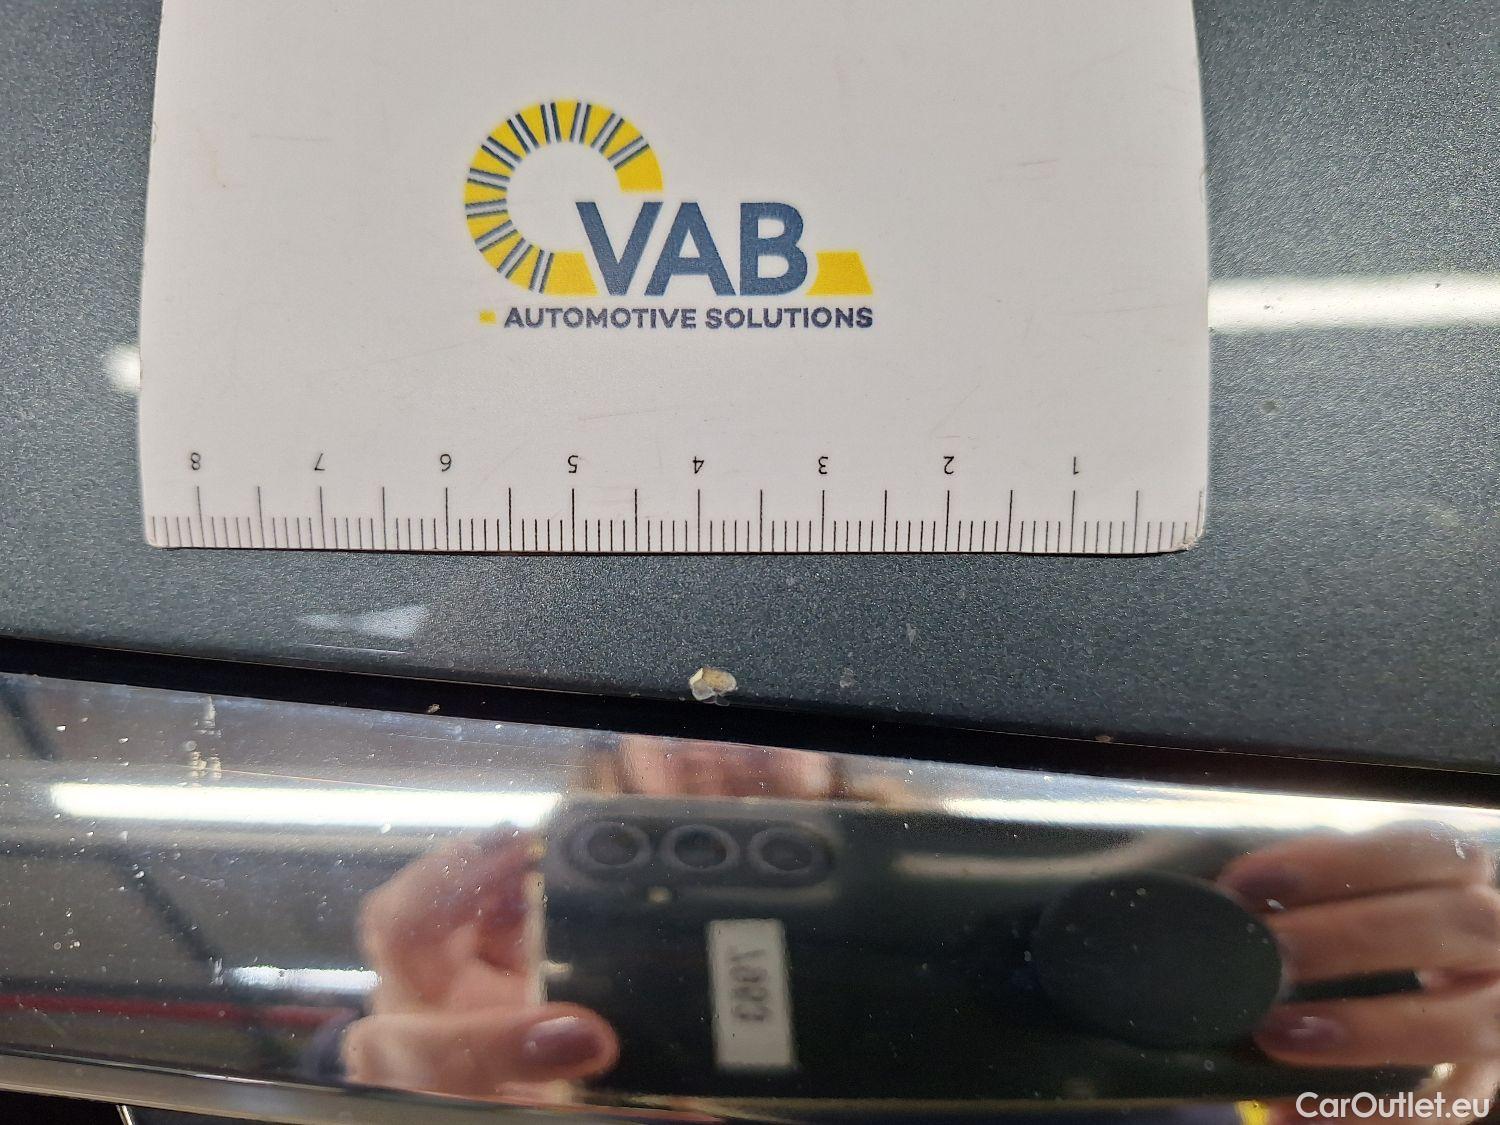 VAB
AUTOMOTIVE SOLUTIONS
8 7 6 5 4 3 2 1
CarOutlet.eu